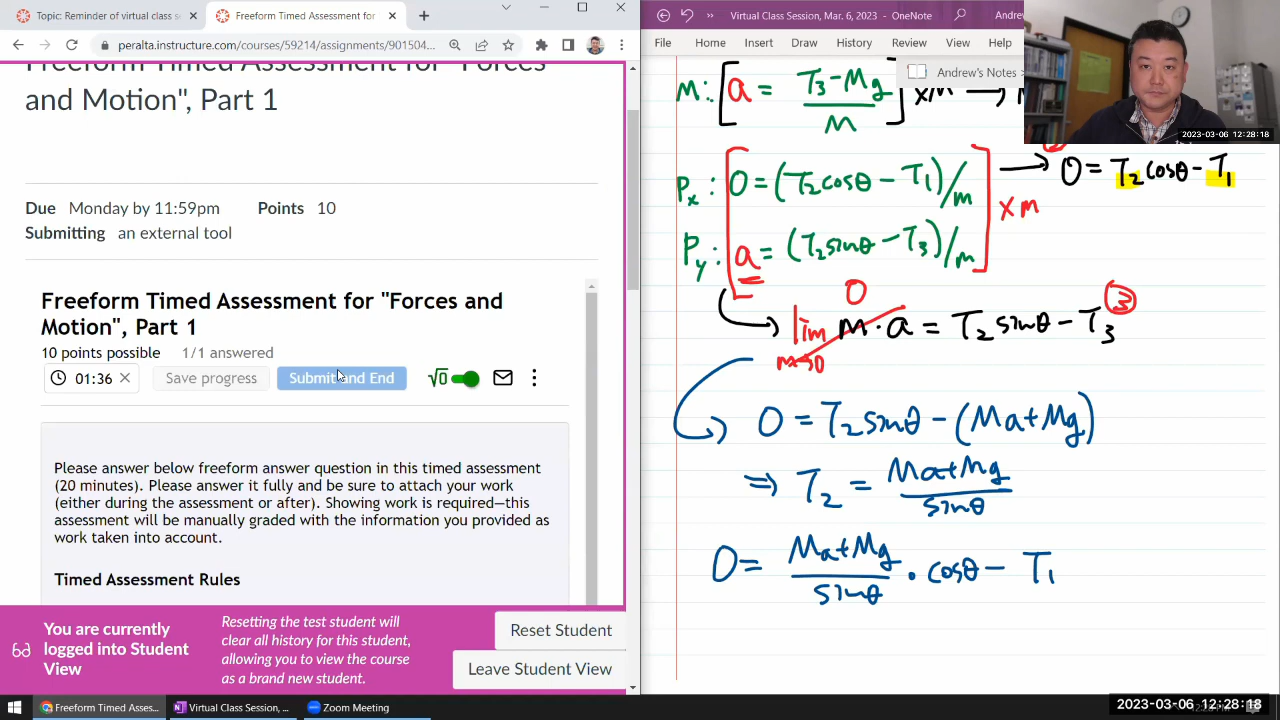 Topic: Reminder of virtual class s
Freeform Timed Assessment for
peralta.instructure.com/courses/59214/assignments/901504...
Freeform Timed Assessment for "Forces
and Motion", Part 1
Due Monday by 11:59pm Points 10
Submitting an external tool
Freeform Timed Assessment for "Forces and
Motion", Part 1
10 points possible 1/1 answered
01:36 Save progress Submit and End √0
Please answer below freeform answer question in this timed assessment
(20 minutes). Please answer fully and be sure to attach your work
(either during the assessment or after). Showing work is required—this
assessment will be manually graded with the information you provided as
work taken into account.
Timed Assessment Rules
You are currently
logged into Student
View
Resetting the test student will
clear all history for this student,
allowing you to view the course
as a brand new student.
Reset Student
Leave Student View
Virtual Class Session, Mar. 6, 2023 - OneNote
Andre
File Home Insert Draw History Review View Help
Andrew's Notes >
M: [a = (T₃ - Mg)/M] × M →
Px: 0 = (T₂cosθ - T₁)/m → 0 = T₂cosθ - T₁
× m
Py: a = (T₂sinθ - T₃)/m
0
lim m→0 m·a = T₂sinθ - T₃ ③
0 = T₂sinθ - (Ma+Mg)
⇒ T₂ = (Ma+Mg)/sinθ
0 = (Ma+Mg)/sinθ · cosθ - T₁
2023-03-06 12:28:18
Freeform Timed Asses...
Virtual Class Session, ...
Zoom Meeting
2023-03-06 12:28:18